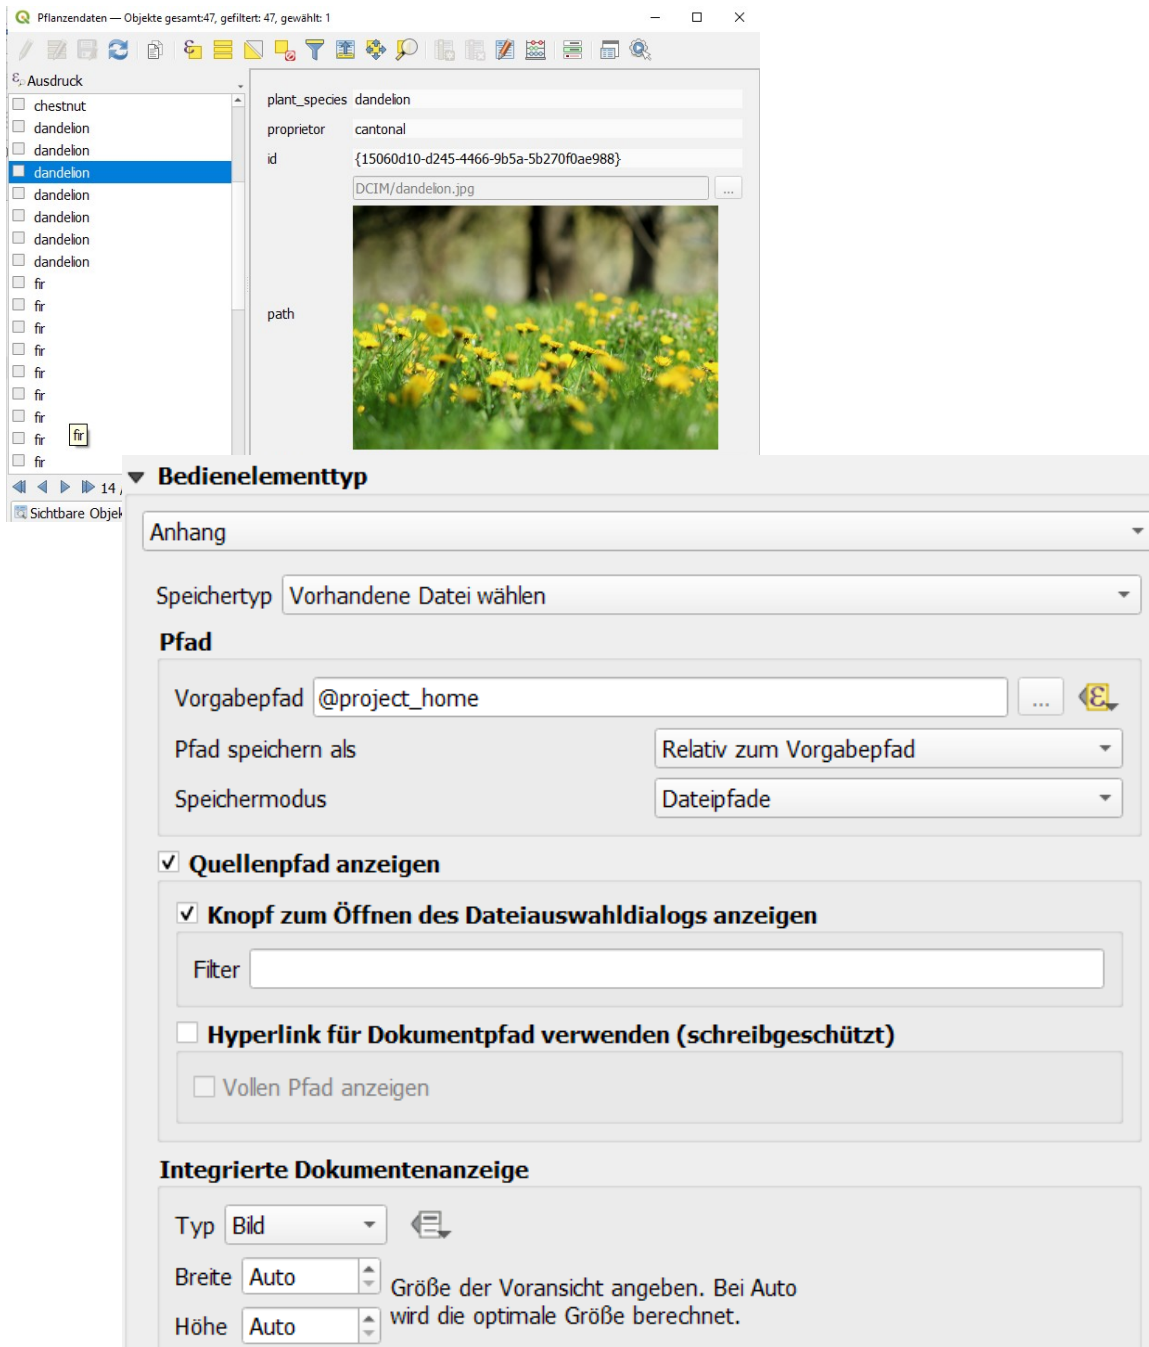 Pflanzendaten — Objekte gesamt:47, gefiltert: 47, gewählt: 1
Ausdruck
chestnut
dandelion
dandelion
dandelion
dandelion
dandelion
dandelion
dandelion
fir
fir
fir
fir
fir
fir
fir
fir
fir
fir
14
Sichtbare Objek
plant_species dandelion
proprietor cantonal
id {15060d10-d245-4466-9b5a-5b270f0ae988}
DCIM/dandelion.jpg ...
path
Bedienelementtyp
Anhang
Speichertyp Vorhandene Datei wählen
Pfad
Vorgabepfad @project_home ...
Pfad speichern als Relativ zum Vorgabepfad
Speichermodus Dateipfade
Quellenpfad anzeigen
Knopf zum Öffnen des Dateiauswahldialogs anzeigen
Filter
Hyperlink für Dokumentpfad verwenden (schreibgeschützt)
Vollen Pfad anzeigen
Integrierte Dokumentenanzeige
Typ Bild
Breite Auto
Größe der Voransicht angeben. Bei Auto
wird die optimale Größe berechnet.
Höhe Auto